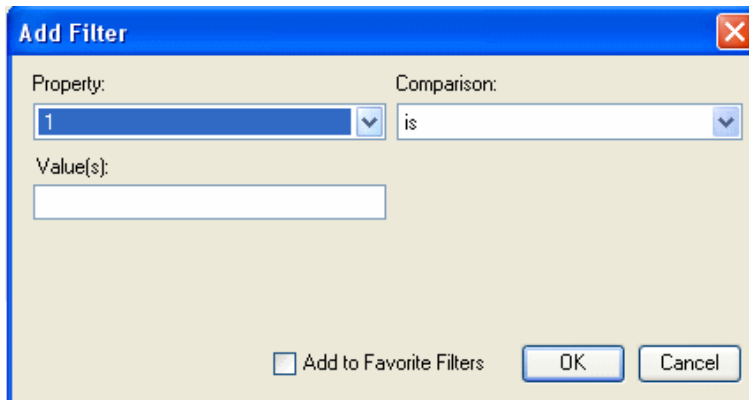 Add Filter
Property: Comparison:
1 is
Value(s):
Add to Favorite Filters OK Cancel